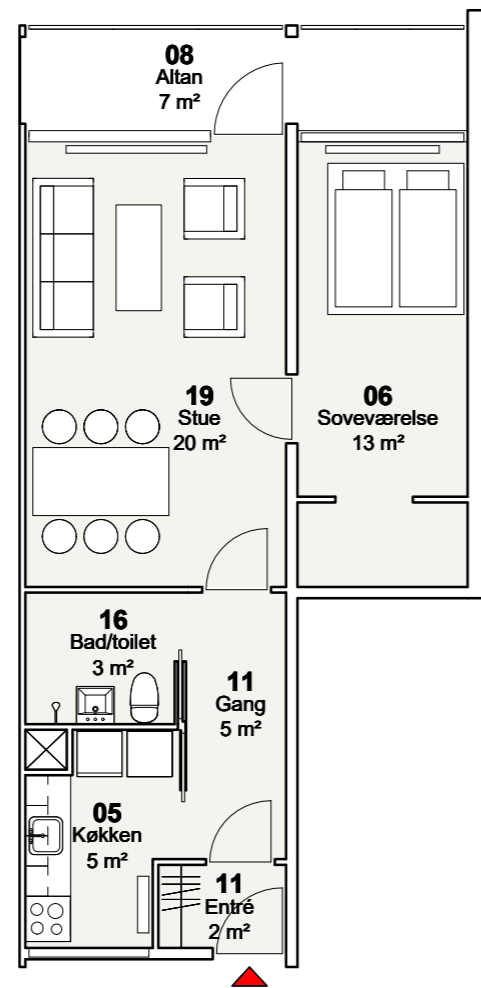 08
Altan
7 m²
19
Stue
20 m²
06
Soveværelse
13 m²
16
Bad/toilet
3 m²
11
Gang
5 m²
05
Køkken
5 m²
11
Entré
2 m²